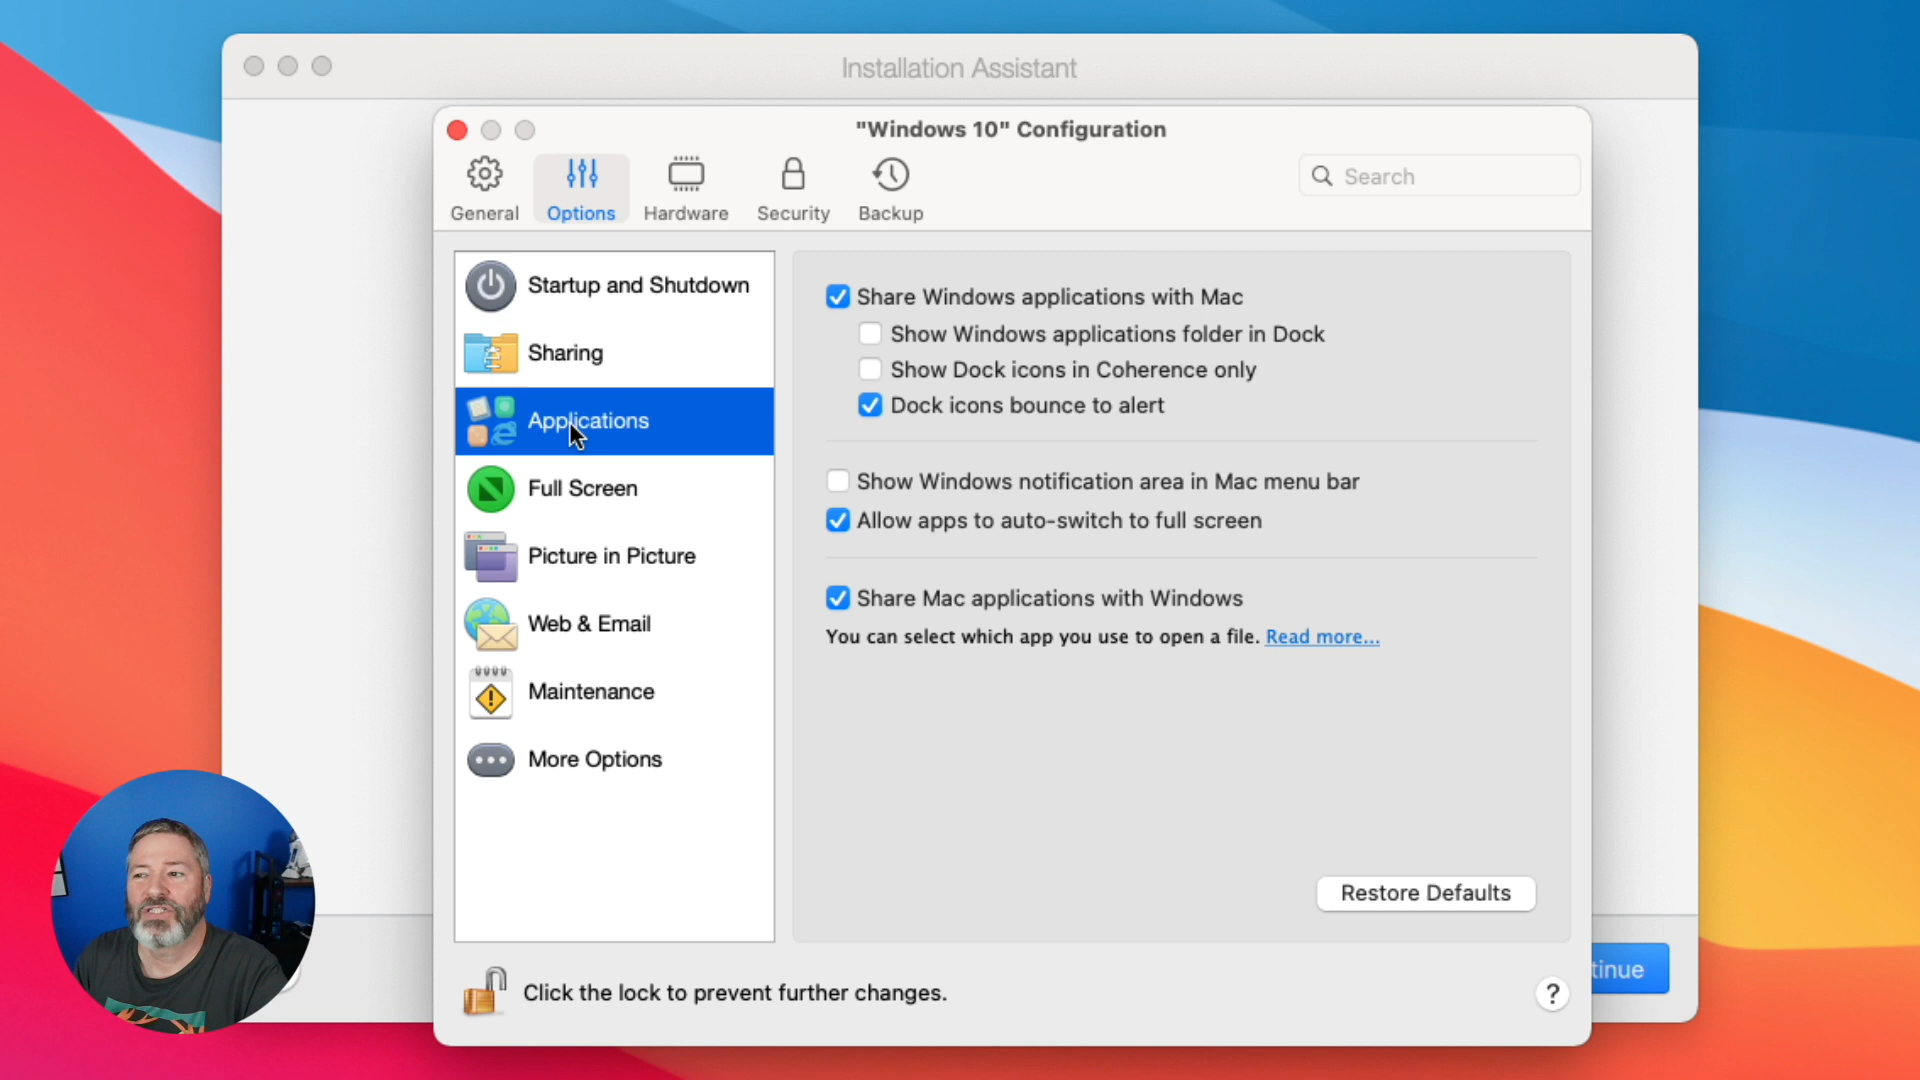 Installation Assistant
"Windows 10" Configuration
General
Options
Hardware
Security
Backup
Search
Startup and Shutdown
Sharing
Applications
Full Screen
Picture in Picture
Web & Email
Maintenance
More Options
Share Windows applications with Mac
Show Windows applications folder in Dock
Show Dock icons in Coherence only
Dock icons bounce to alert
Show Windows notification area in Mac menu bar
Allow apps to auto-switch to full screen
Share Mac applications with Windows
You can select which app you use to open a file. Read more...
Restore Defaults
Click the lock to prevent further changes.
?
tinue